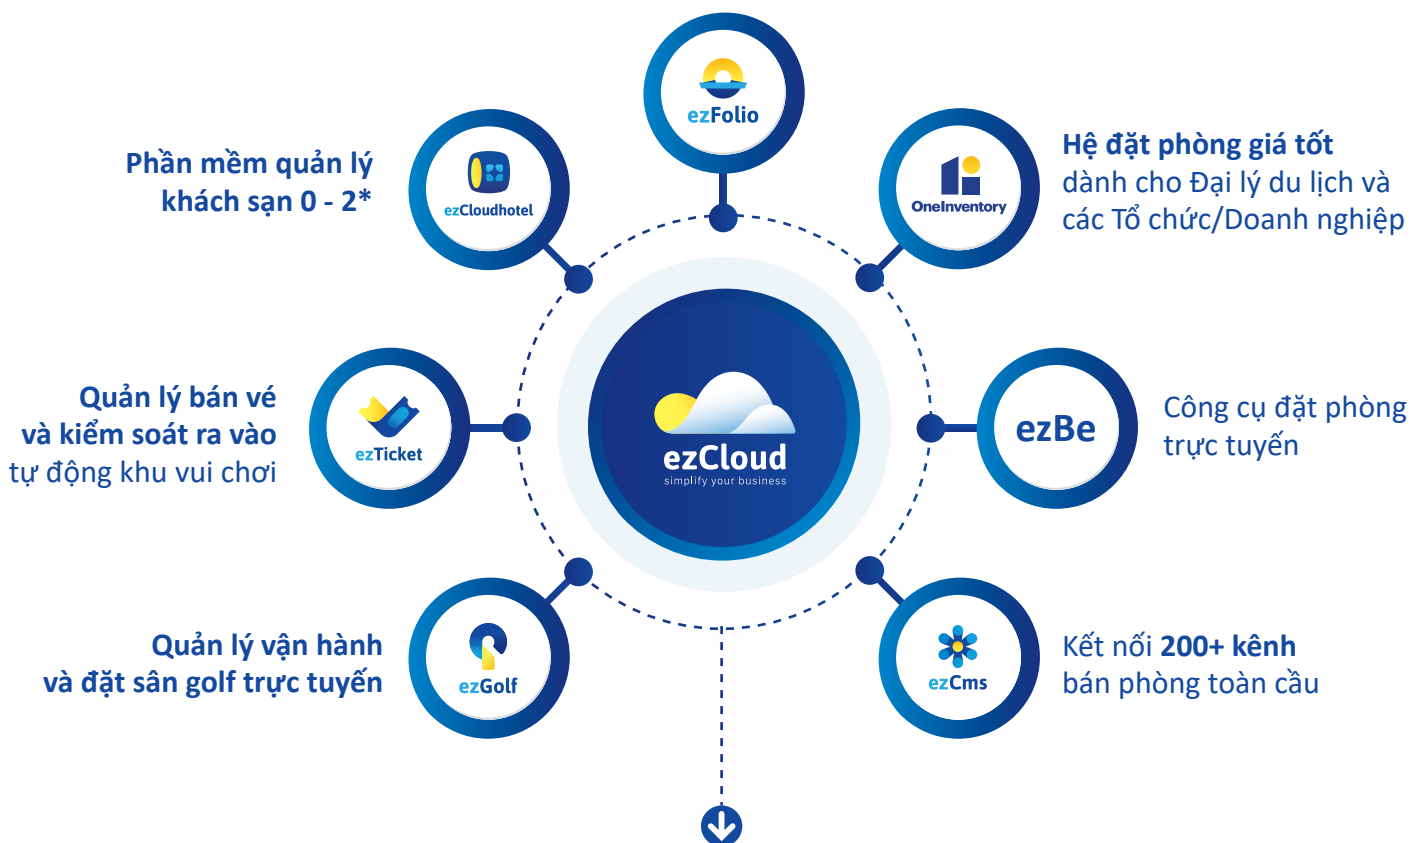 ezFolio
Phần mềm quản lý
khách sạn 0 - 2*
ezCloudhotel
OneInventory
Hệ đặt phòng giá tốt
dành cho Đại lý du lịch và
các Tổ chức/Doanh nghiệp
Quản lý bán vé
và kiểm soát ra vào
tự động khu vui chơi
ezTicket
ezCloud
simplify your business
ezBe
Công cụ đặt phòng
trực tuyến
Quản lý vận hành
và đặt sân golf trực tuyến
ezGolf
ezCms
Kết nối 200+ kênh
bán phòng toàn cầu